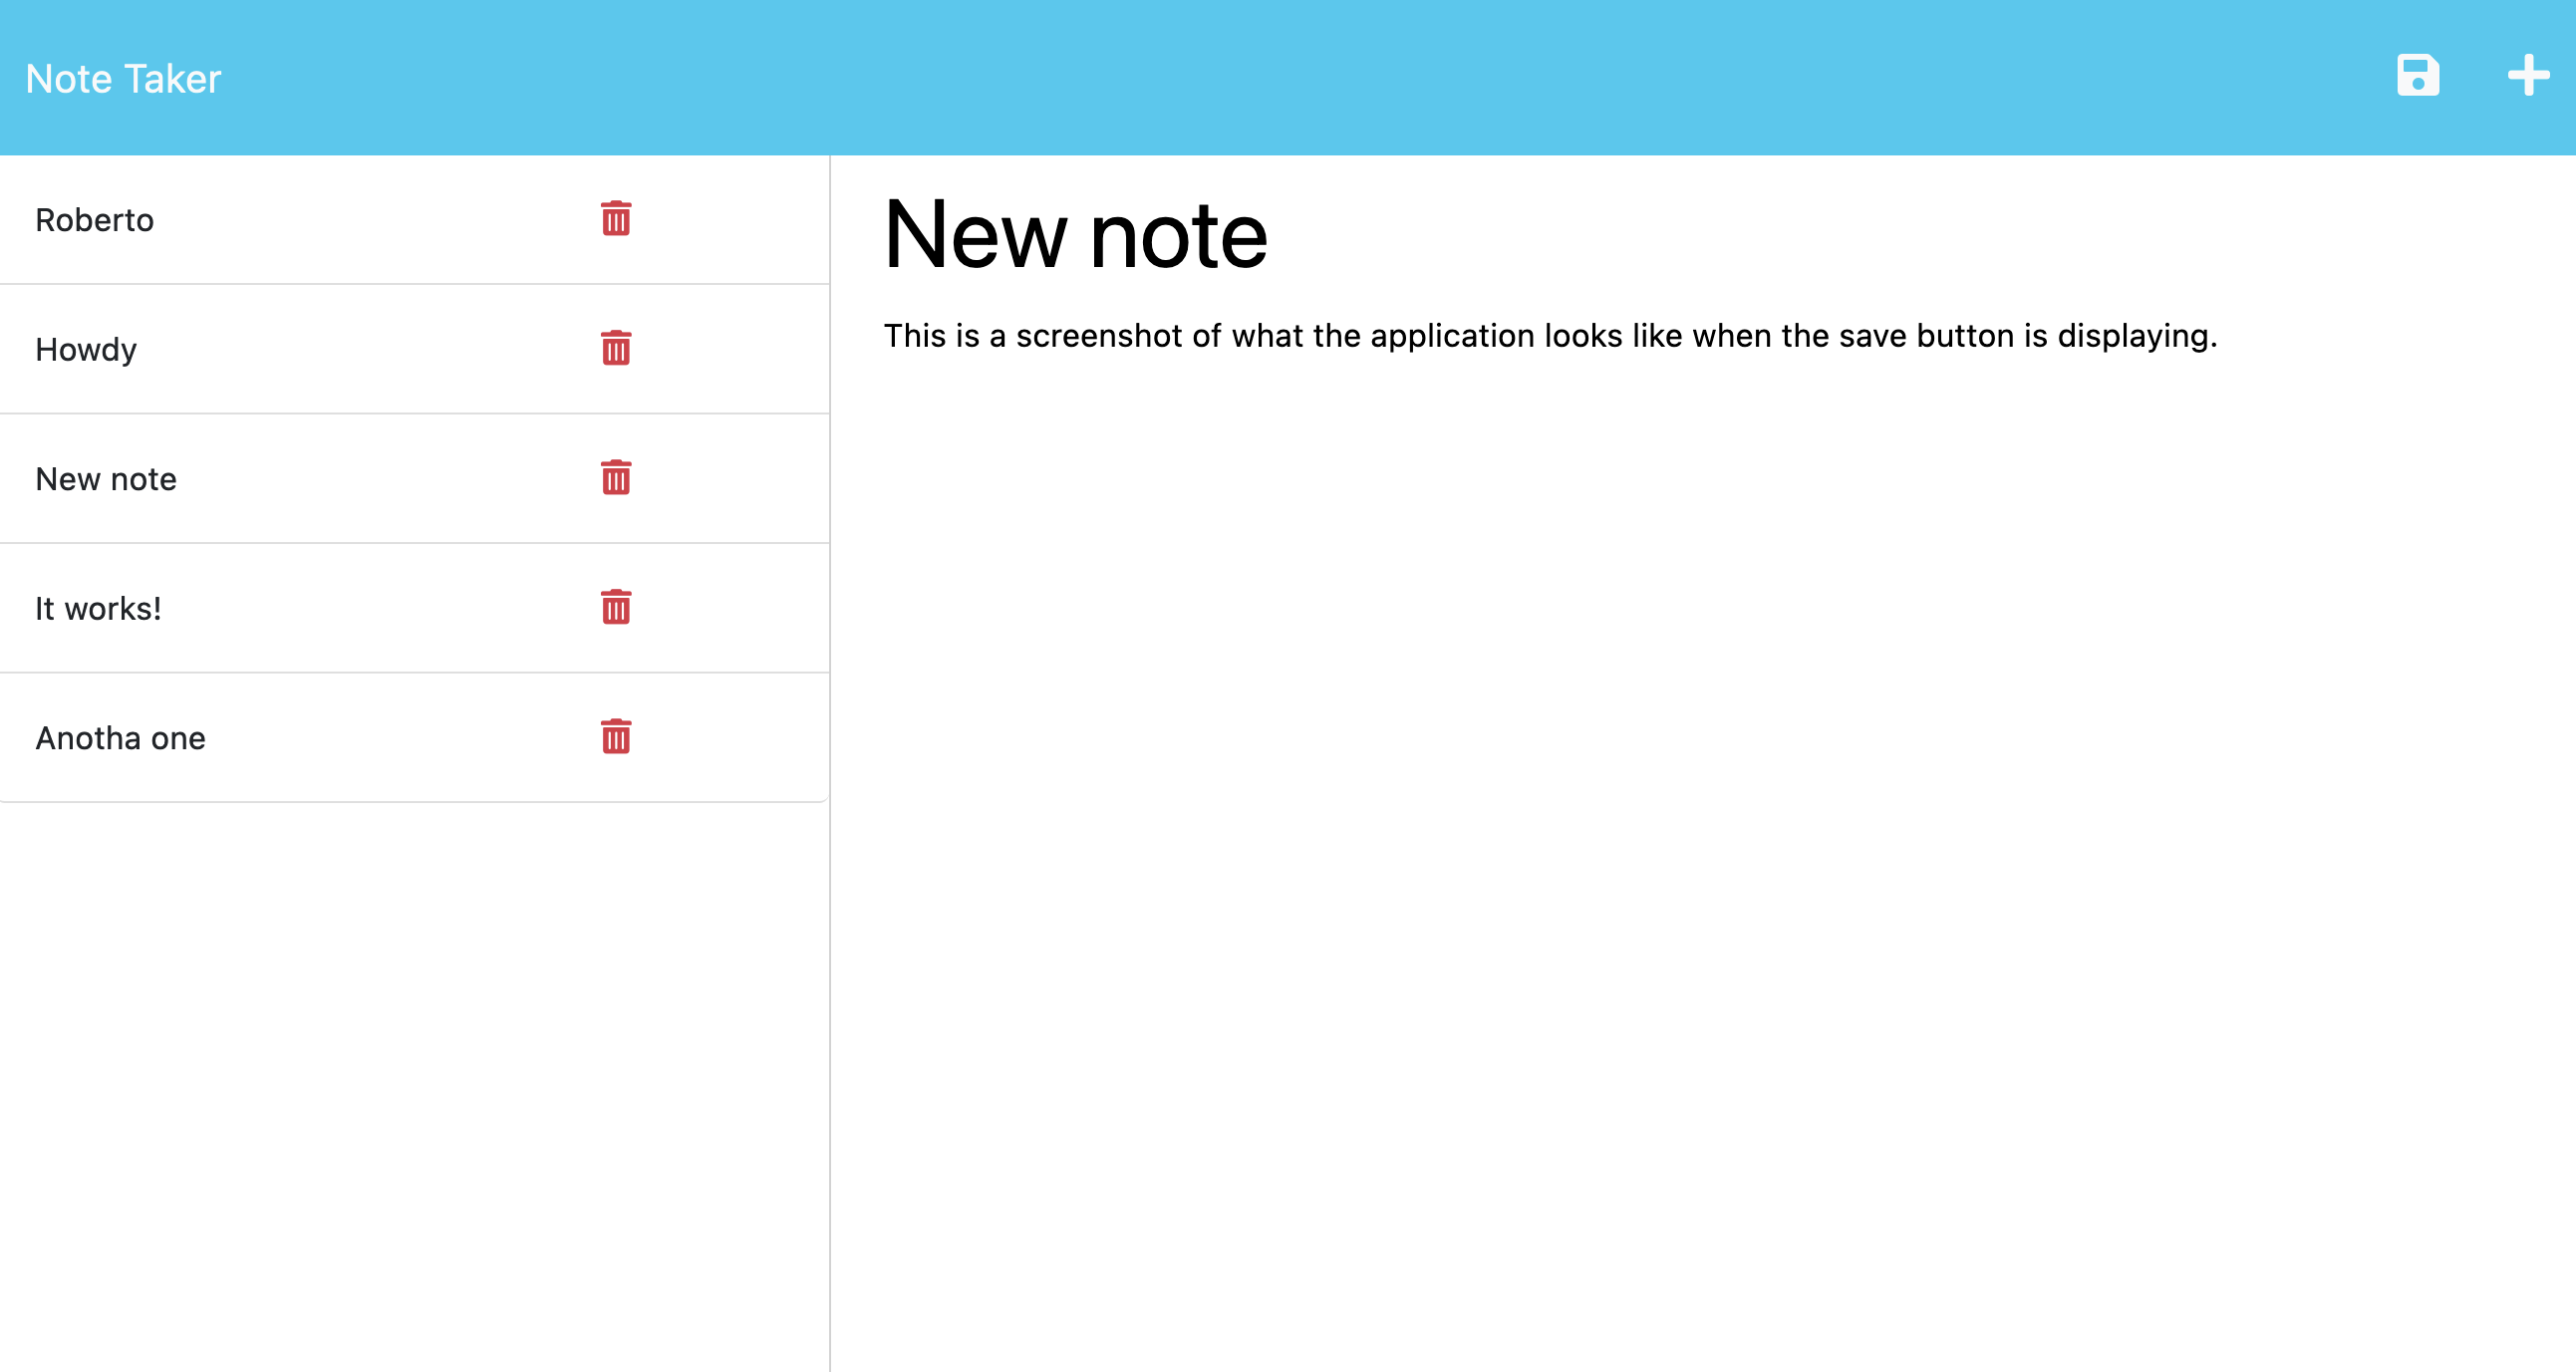 Note Taker
Roberto
Howdy
New note
It works!
Anotha one
New note
This is a screenshot of what the application looks like when the save button is displaying.